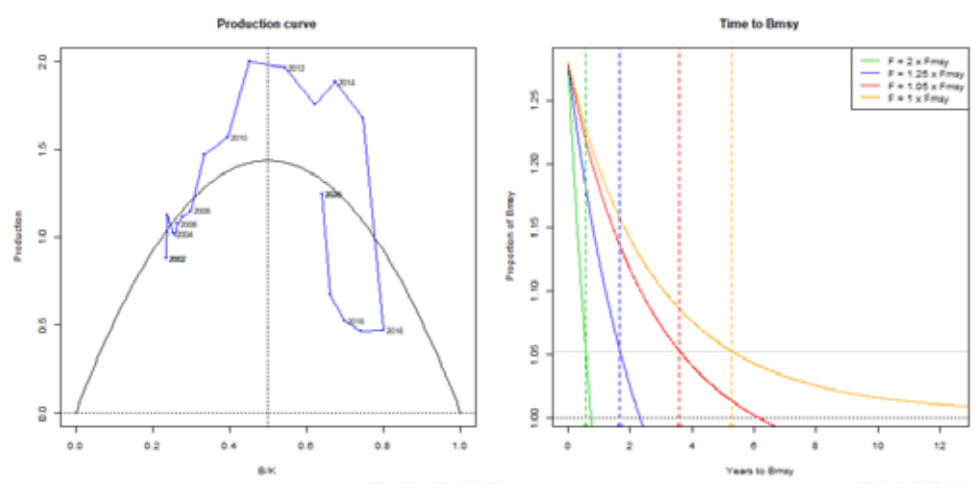 Production curve
2.0
1.5
1.0
0.5
0.0
Production
2012
2014
2010
2006
2004
2002
2016
0.0 0.2 0.4 0.6 0.8 1.0
B/K
Time to Bmsy
F = 2 x Fmsy
F = 1.25 x Fmsy
F = 1.05 x Fmsy
F = 1 x Fmsy
1.25
1.20
1.15
1.10
1.05
1.00
Proportion of Bmsy
0 2 4 6 8 10 12
Years to Bmsy